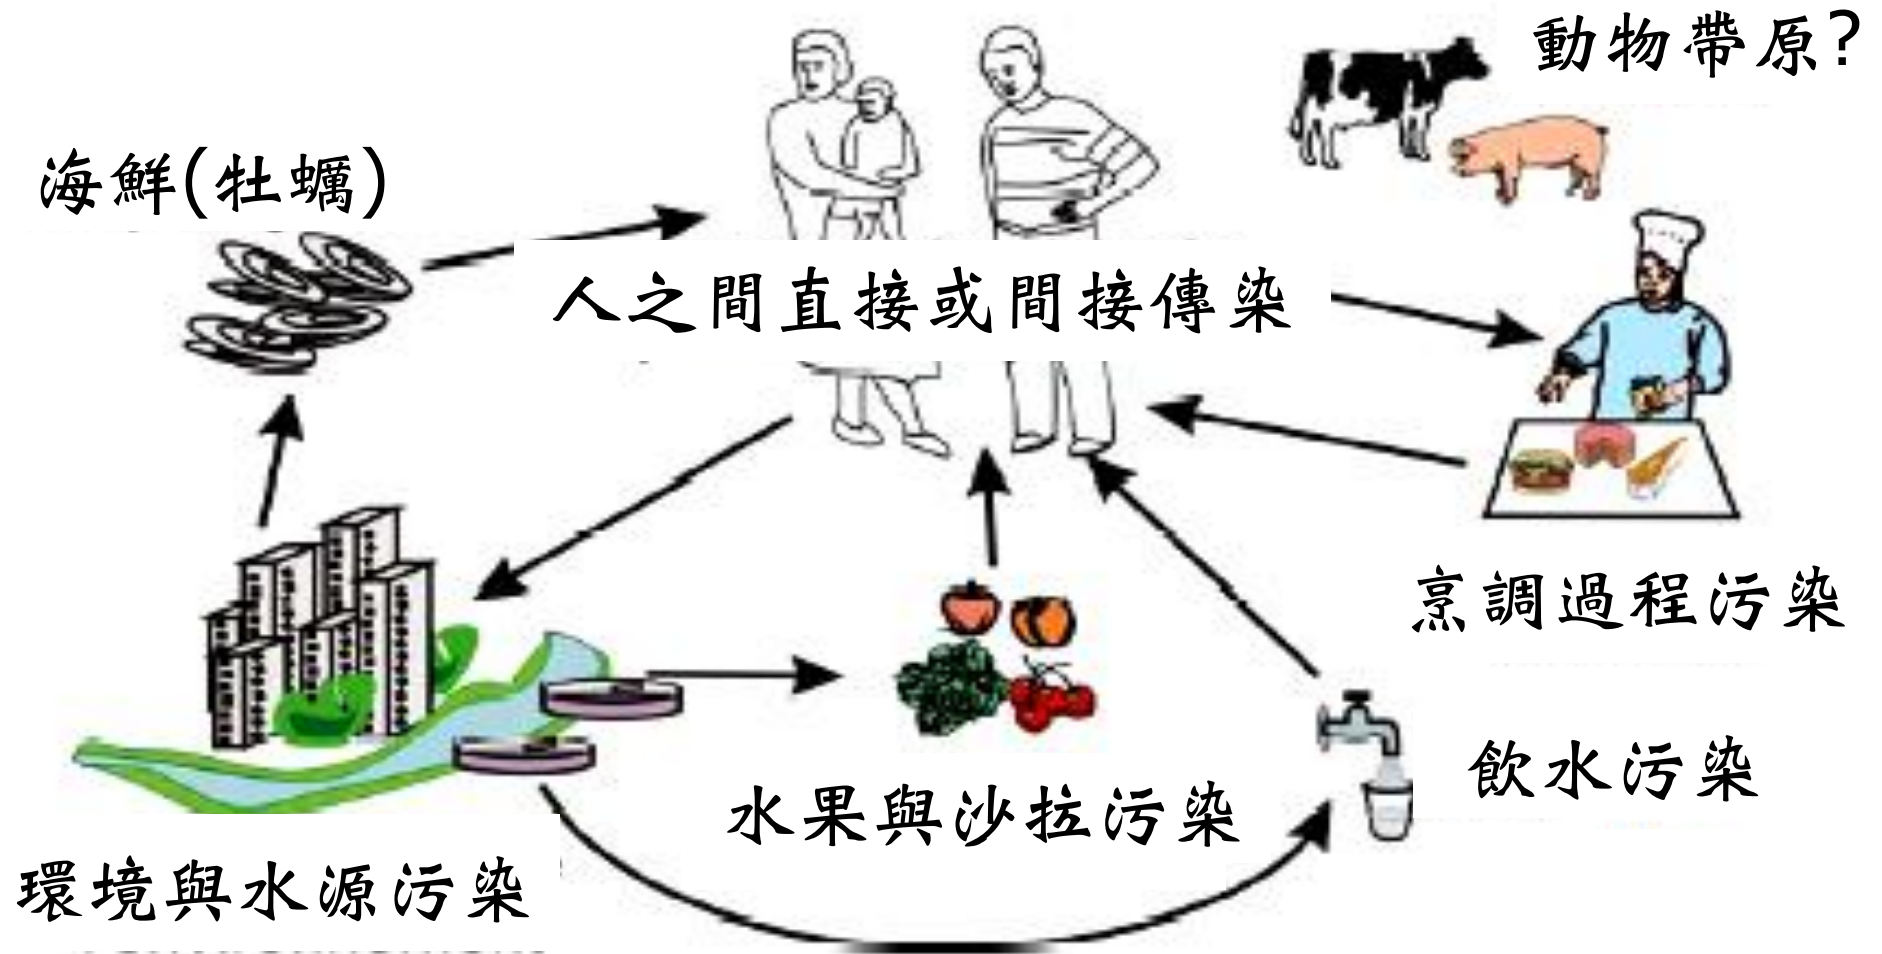 動物帶原?
海鮮(牡蠣)
人之間直接或間接傳染
烹調過程污染
飲水污染
水果與沙拉污染
環境與水源污染